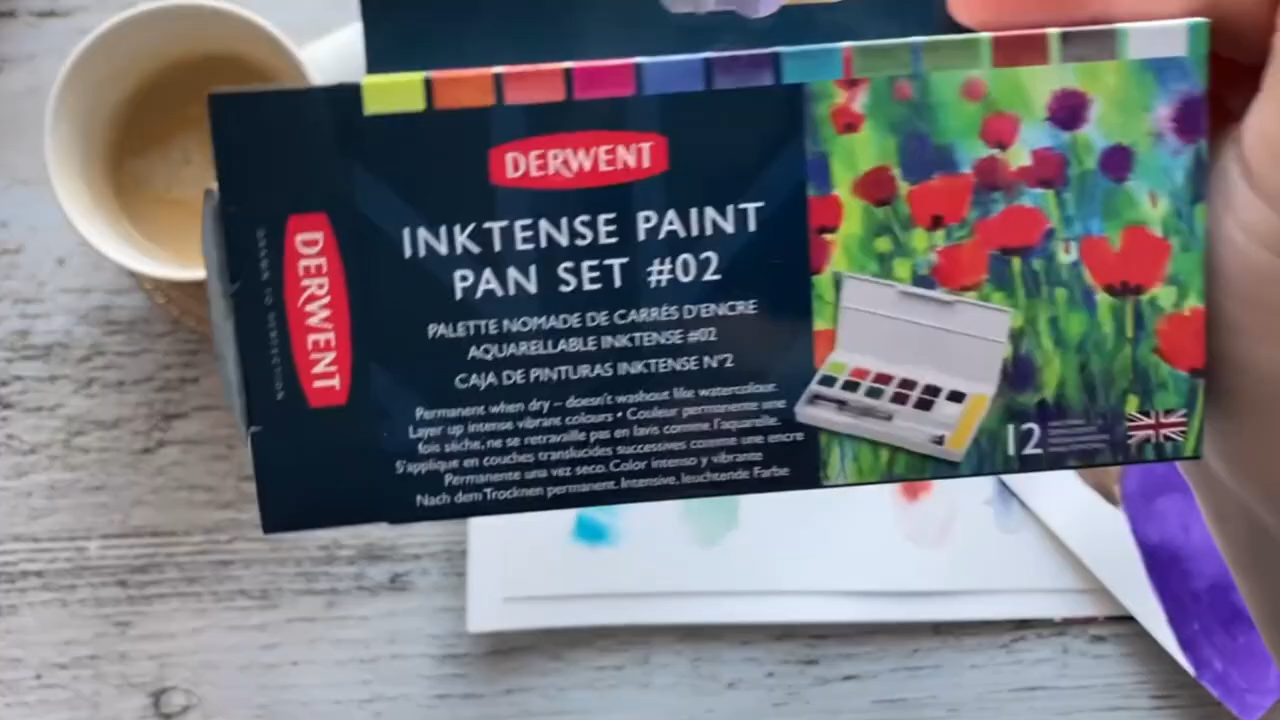 DERWENT
DERWENT
INKTENSE PAINT
PAN SET #02
PALETTE NOMADE DE CARRÉS D'ENCRE
AQUARELLABLE INKTENSE #02
CAJA DE PINTURAS INKTENSE N°2
Permanent when dry – doesn't washout like watercolour.
Layer up intense vibrant colours • Couleur permanente une
fois sèche, ne se retravaille pas en lavis comme l'aquarelle.
S'applique en couches translucides successives comme une encre
Permanente una vez seco. Color intenso y vibrante
Nach dem Trocknen permanent. Intensive, leuchtende Farbe
12